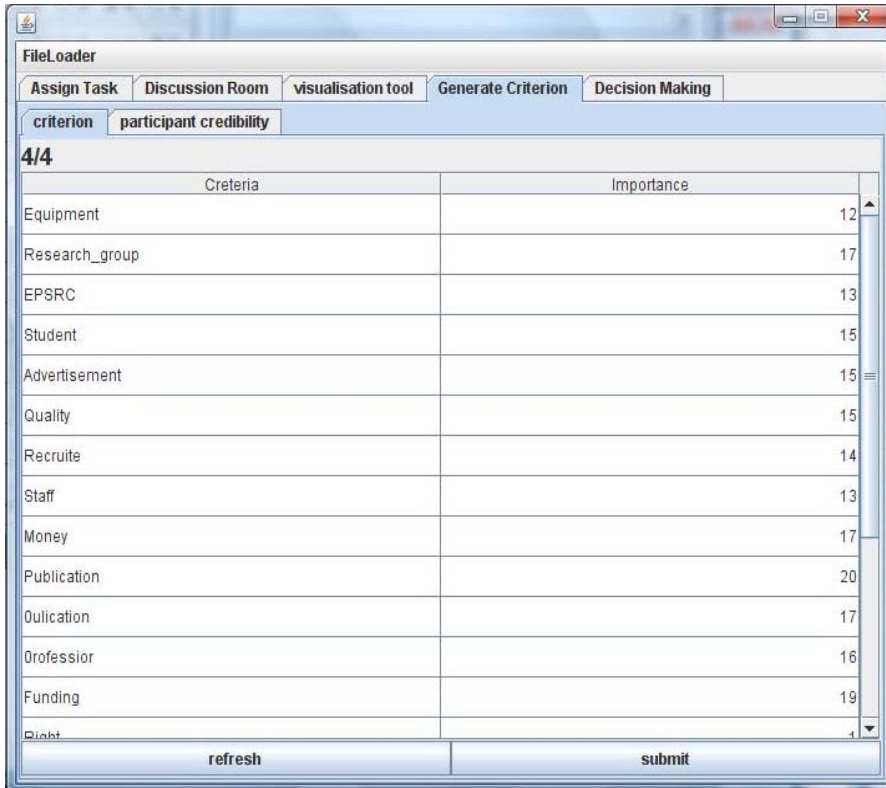 FileLoader
Assign Task Discussion Room visualisation tool Generate Criterion Decision Making
criterion participant credibility
4/4
Creteria Importance
Equipment 12
Research_group 17
EPSRC 13
Student 15
Advertisement 15
Quality 15
Recruite 14
Staff 13
Money 17
Publication 20
0ulication 17
0rofessior 16
Funding 19
Right
refresh submit